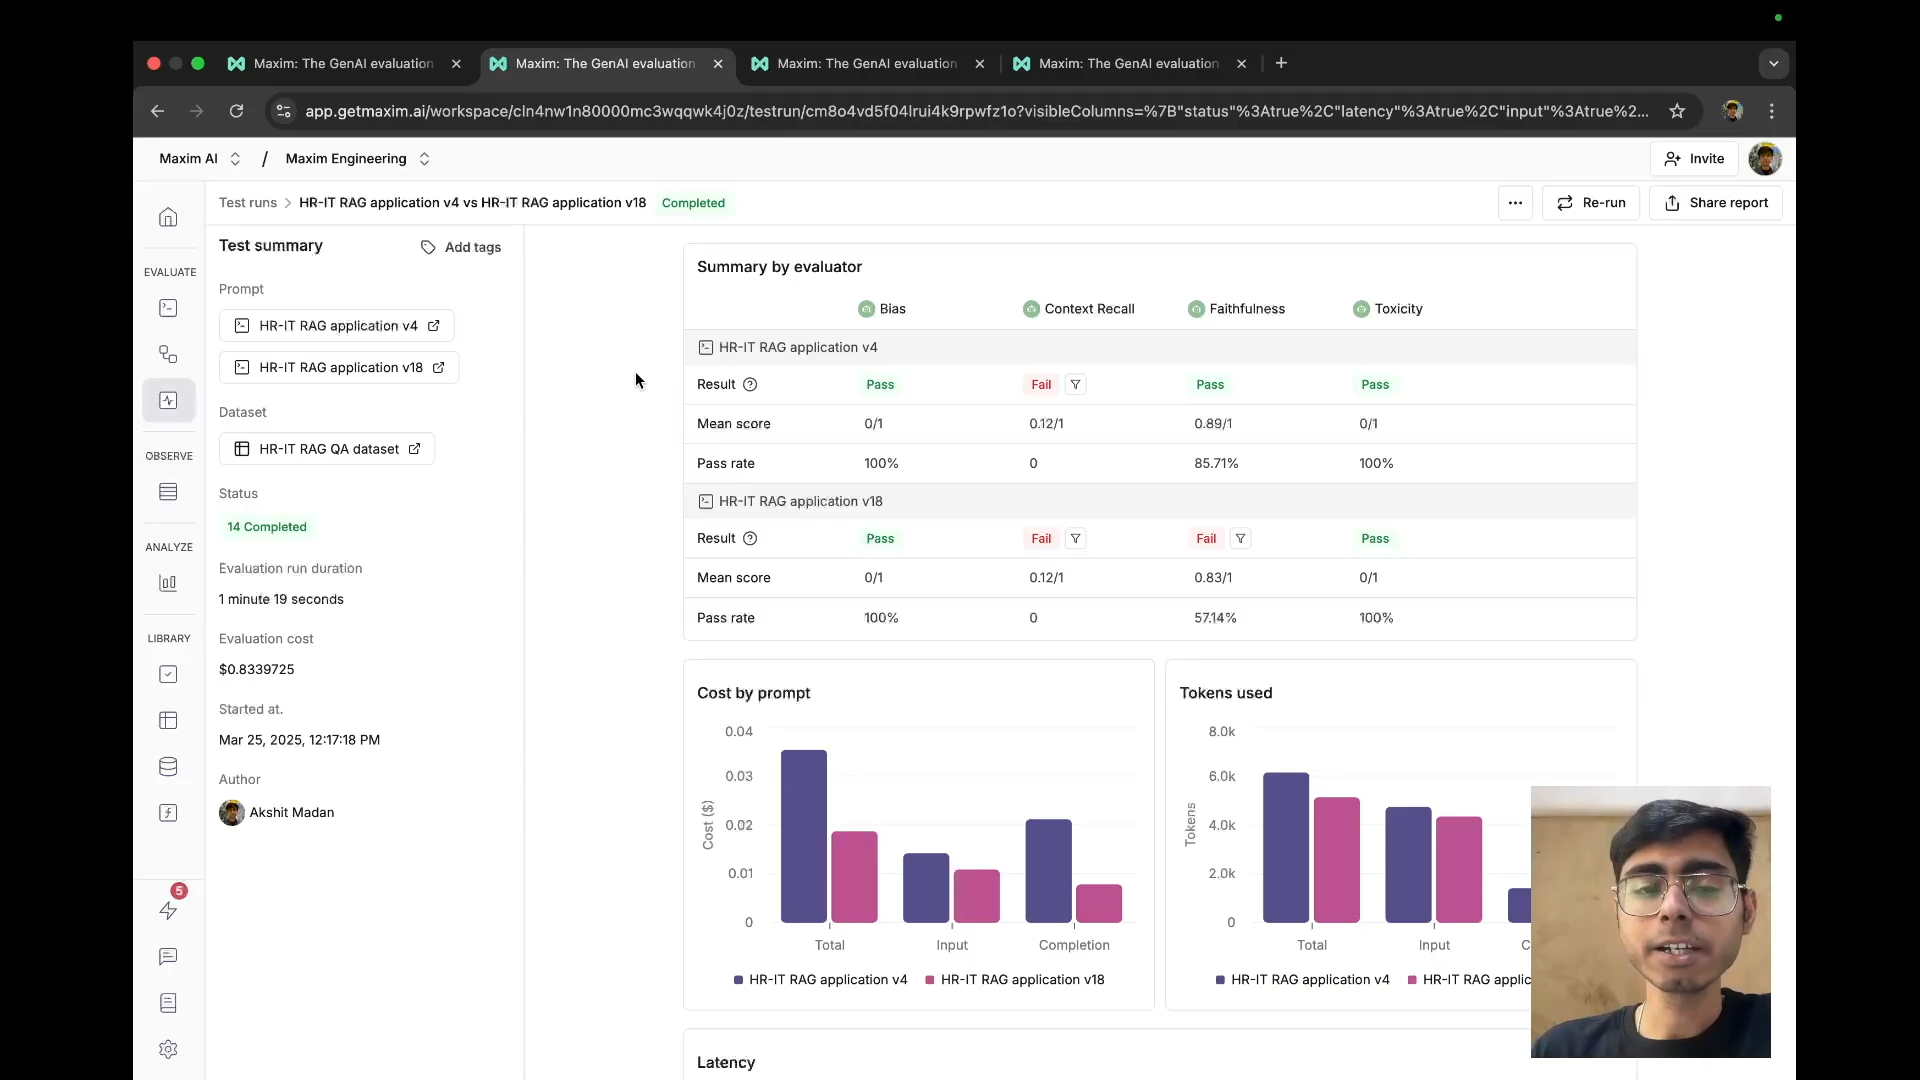 Maxim: The GenAI evaluation
Maxim: The GenAI evaluation
Maxim: The GenAI evaluation
Maxim: The GenAI evaluation
app.getmaxim.ai/workspace/cln4nw1n80000mc3wqqwk4j0z/testrun/cm8o4vd5f04lrui4k9rpwfz1o?visibleColumns=%7B"status"%3Atrue%2C"latency"%3Atrue%2C"input"%3Atrue%2...
Maxim AI / Maxim Engineering
Invite
Test runs > HR-IT RAG application v4 vs HR-IT RAG application v18 Completed
Re-run
Share report
EVALUATE
OBSERVE
ANALYZE
LIBRARY
5
Test summary
Add tags
Prompt
HR-IT RAG application v4
HR-IT RAG application v18
Dataset
HR-IT RAG QA dataset
Status
14 Completed
Evaluation run duration
1 minute 19 seconds
Evaluation cost
$0.8339725
Started at.
Mar 25, 2025, 12:17:18 PM
Author
Akshit Madan
Summary by evaluator
Bias Context Recall Faithfulness Toxicity
HR-IT RAG application v4
Result Pass Fail Pass Pass
Mean score 0/1 0.12/1 0.89/1 0/1
Pass rate 100% 0 85.71% 100%
HR-IT RAG application v18
Result Pass Fail Fail Pass
Mean score 0/1 0.12/1 0.83/1 0/1
Pass rate 100% 0 57.14% 100%
Cost by prompt
0.04
0.03
0.02
0.01
0
Cost ($)
Total Input Completion
HR-IT RAG application v4 HR-IT RAG application v18
Tokens used
8.0k
6.0k
4.0k
2.0k
0
Tokens
Total Input C
HR-IT RAG application v4 HR-IT RAG applic
Latency